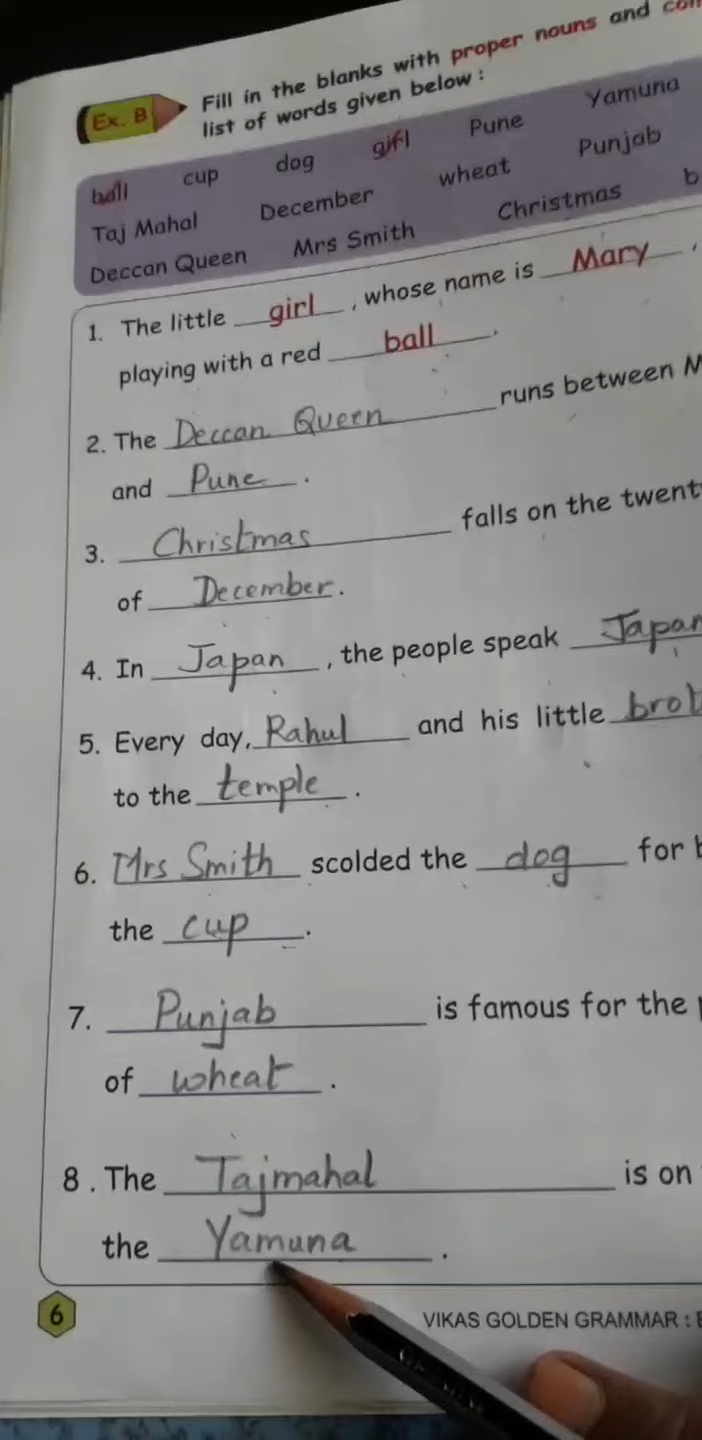 Ex. B Fill in the blanks with proper nouns and
list of words given below :
ball cup dog girl Pune Yamuna
Taj Mahal December wheat Punjab
Deccan Queen Mrs Smith Christmas
1. The little girl , whose name is Mary ,
playing with a red ball .
2. The Deccan Queen runs between
and Pune .
3. Christmas falls on the
of December .
4. In Japan , the people speak
5. Every day, Rahul and his little
to the temple .
6. Mrs Smith scolded the dog for
the cup .
7. Punjab is famous for the
of wheat .
8 . The Tajmahal is on
the Yamuna .
6 VIKAS GOLDEN GRAMMAR :